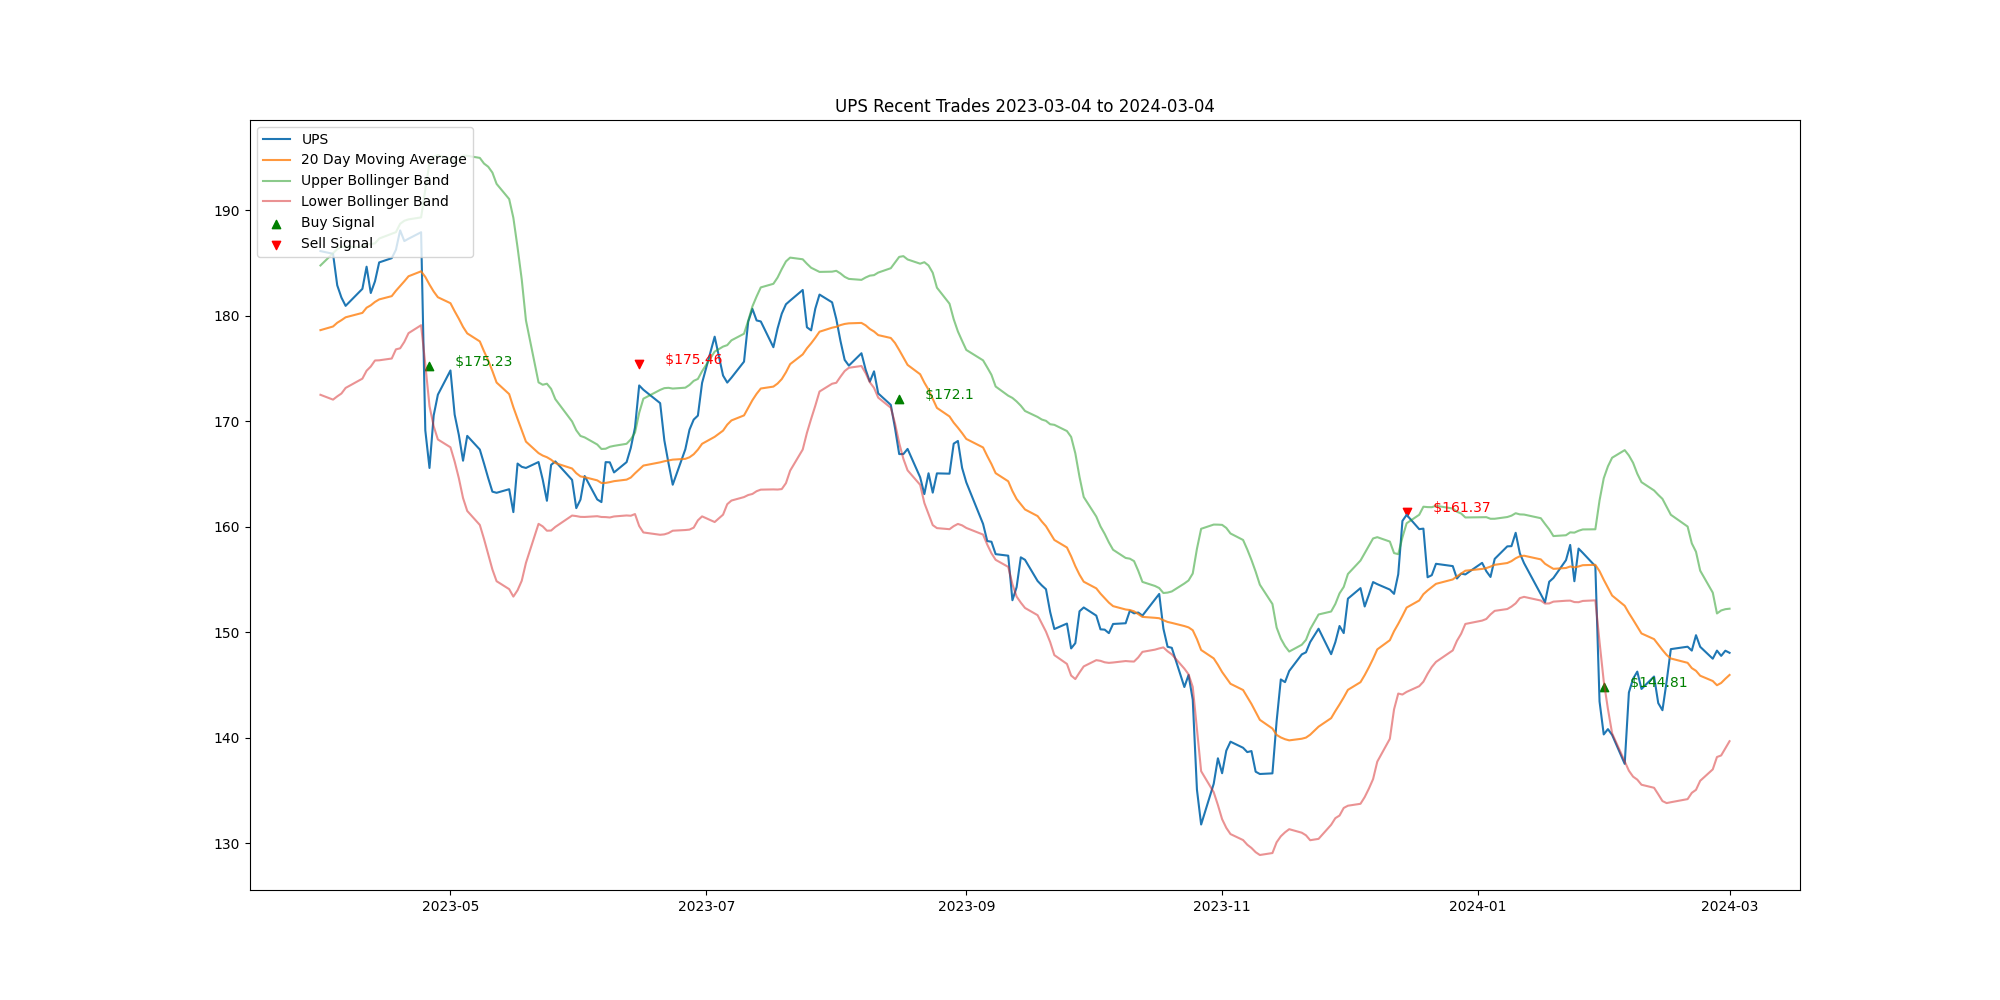 UPS Recent Trades 2023-03-04 to 2024-03-04
UPS
20 Day Moving Average
Upper Bollinger Band
Lower Bollinger Band
Buy Signal
Sell Signal
190
180
170
160
150
140
130
$175.23
$175.46
$172.1
$161.37
$144.81
2023-05
2023-07
2023-09
2023-11
2024-01
2024-03